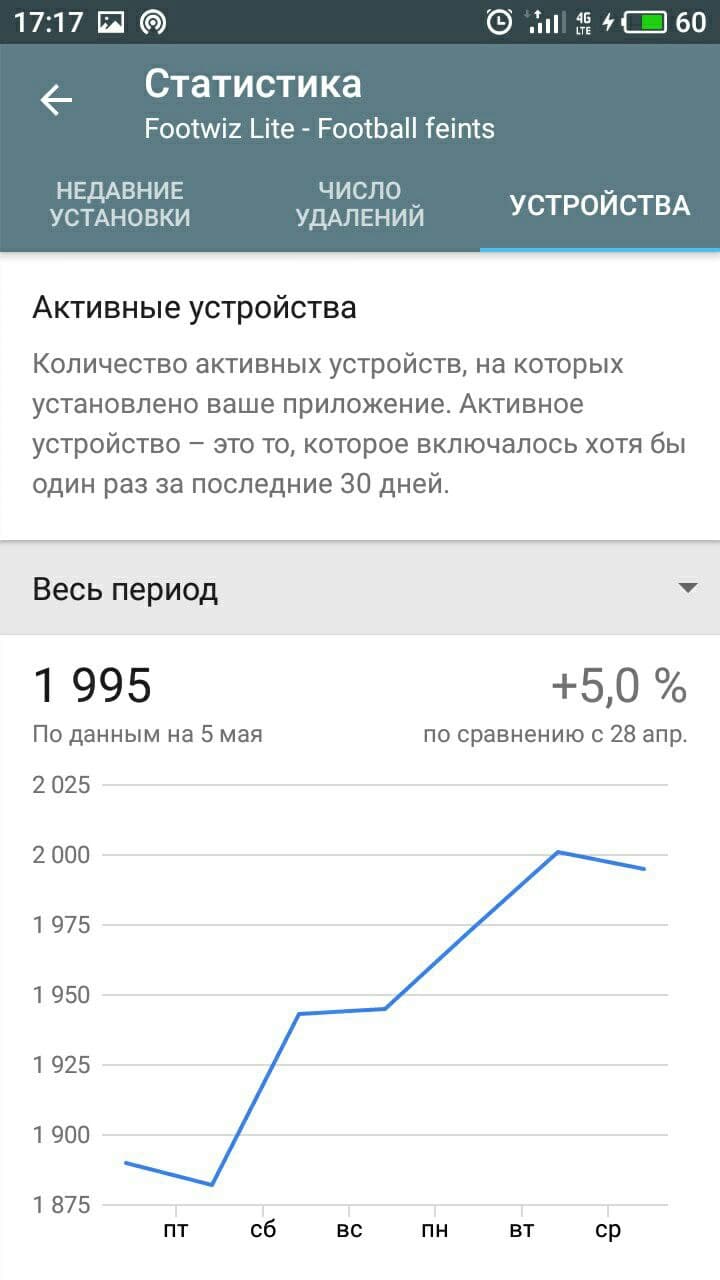 17:17 4G LTE 60
Статистика
Footwiz Lite - Football feints
НЕДАВНИЕ
УСТАНОВКИ
ЧИСЛО
УДАЛЕНИЙ
УСТРОЙСТВА
Активные устройства
Количество активных устройств, на которых
установлено ваше приложение. Активное
устройство – это то, которое включалось хотя бы
один раз за последние 30 дней.
Весь период
1 995
По данным на 5 мая
+5,0 %
по сравнению с 28 апр.
2 025
2 000
1 975
1 950
1 925
1 900
1 875
пт сб вс пн вт ср